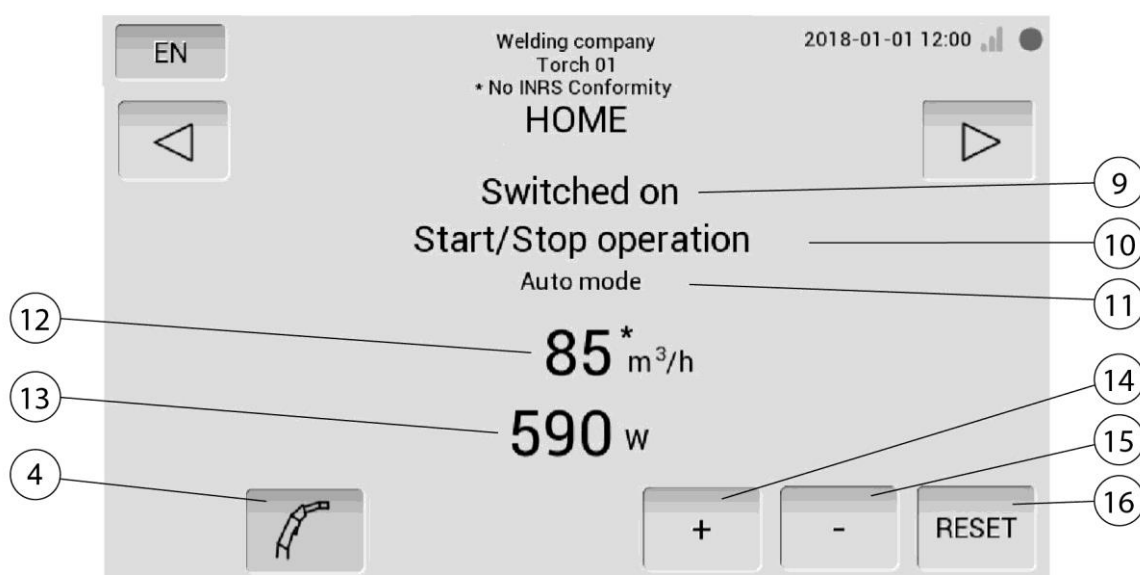 EN
Welding company
Torch 01
* No INRS Conformity
HOME
2018-01-01 12:00
Switched on
9
Start/Stop operation
10
Auto mode
11
12
85 * m³/h
13
590 W
14
15
4
16
+
-
RESET